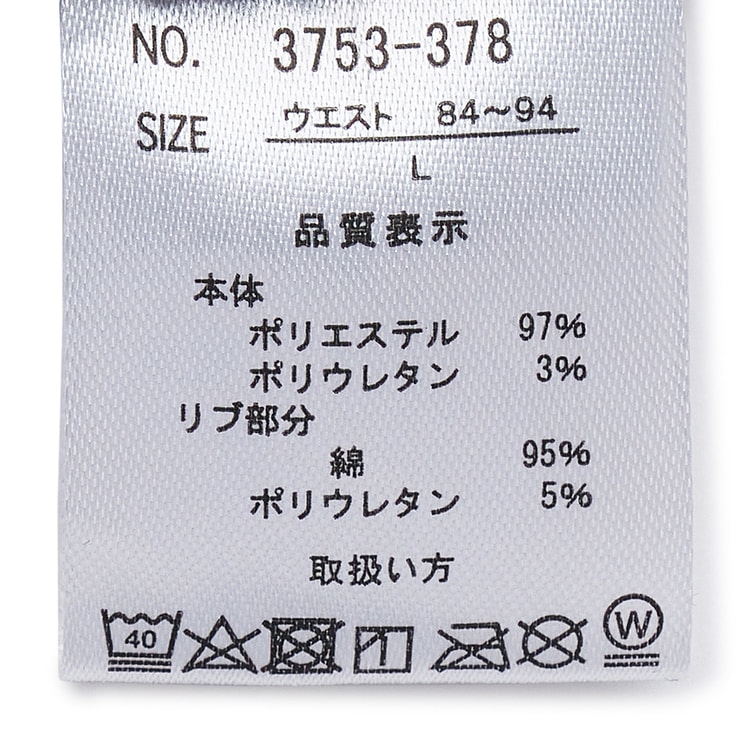 NO. 3753-378
SIZE ウエスト 84～94
L
品質表示
本体
ポリエステル 97%
ポリウレタン 3%
リブ部分
綿 95%
ポリウレタン 5%
取扱い方
40 W